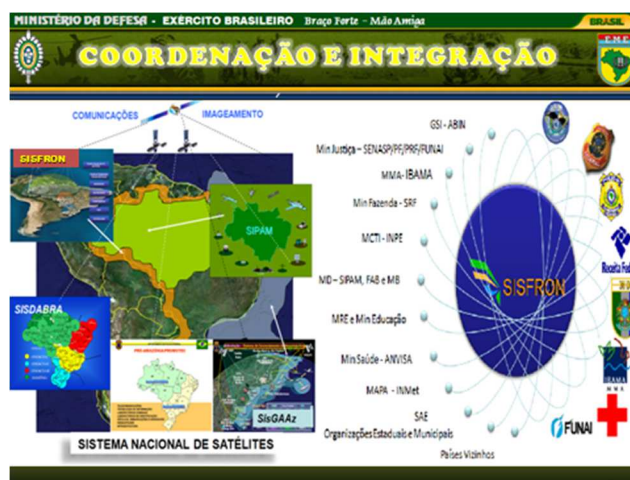 MINISTÉRIO DA DEFESA - EXÉRCITO BRASILEIRO Braço Forte - Mão Amiga
BRASIL
E M E
COORDENAÇÃO E INTEGRAÇÃO
COMUNICAÇÕES
IMAGEAMENTO
SISFRON
SIPAM
SISDABRA
SisGAAz
SISTEMA NACIONAL DE SATÉLITES
GSI - ABIN
Min Justiça – SENASP/PF/PRF/FUNAI
MMA- IBAMA
Min Fazenda - SRF
MCTI - INPE
MD – SIPAM, FAB e MB
MRE e Min Educação
Min Saúde - ANVISA
MAPA - INMet
SAE
Organizações Estaduais e Municipais
Países Vizinhos
SISFRON
Receita Fed
IBAMA
M M A
FUNAI